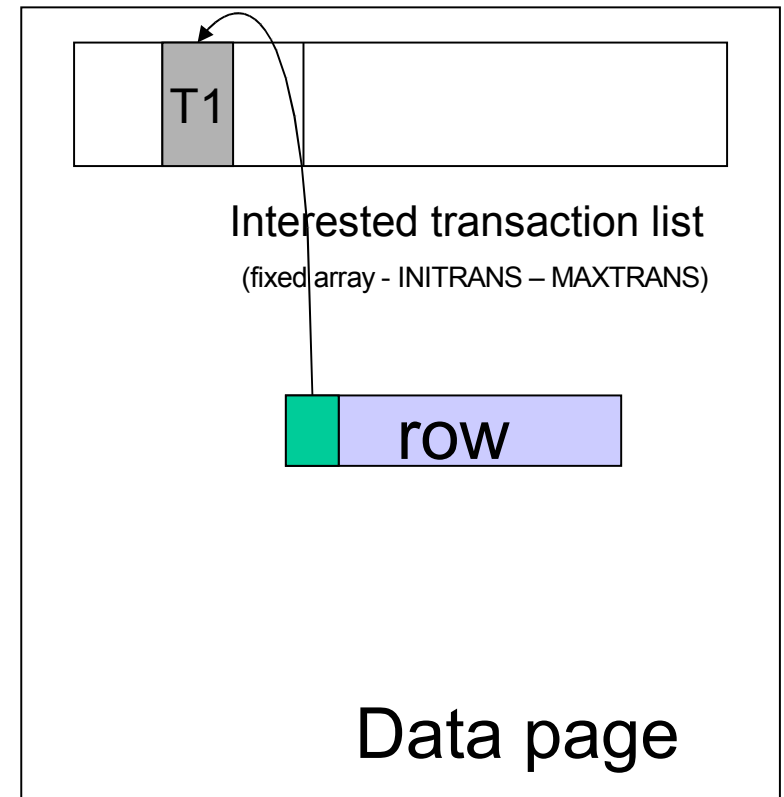 T1
Interested transaction list
(fixed array - INITRANS – MAXTRANS)
row
Data page